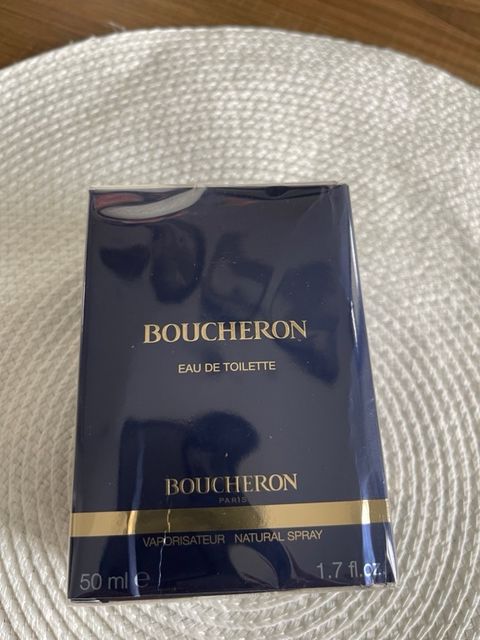 BOUCHERON
EAU DE TOILETTE
BOUCHERON
PARIS
VAPORISATEUR NATURAL SPRAY
50 ml ℮ 1.7 fl.oz.